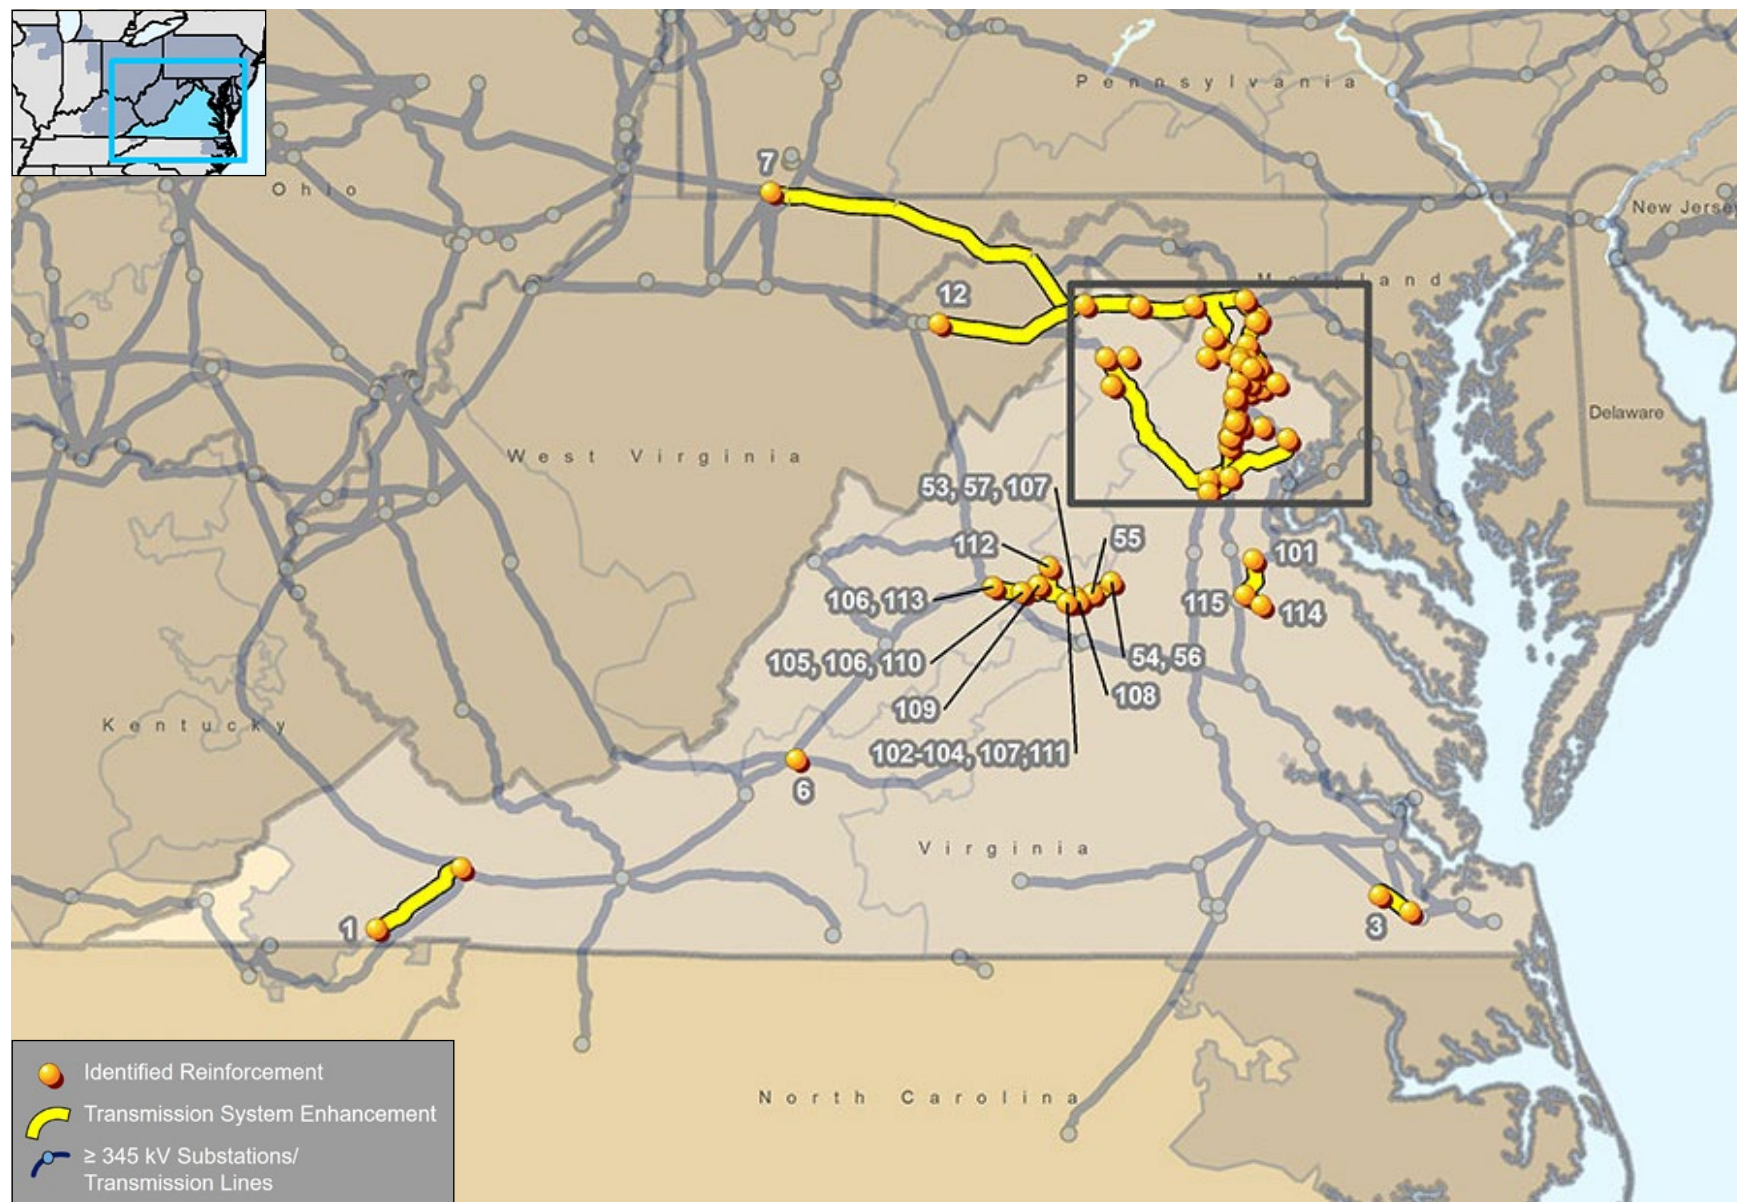 Pennsylvania
7
Ohio
New Jersey
Maryland
12
Delaware
West Virginia
53, 57, 107
55
112
101
106, 113
115
114
105, 106, 110
54, 56
108
109
Kentucky
102-104, 107,111
6
Virginia
1
3
Identified Reinforcement
North Carolina
Transmission System Enhancement
≥ 345 kV Substations/
Transmission Lines